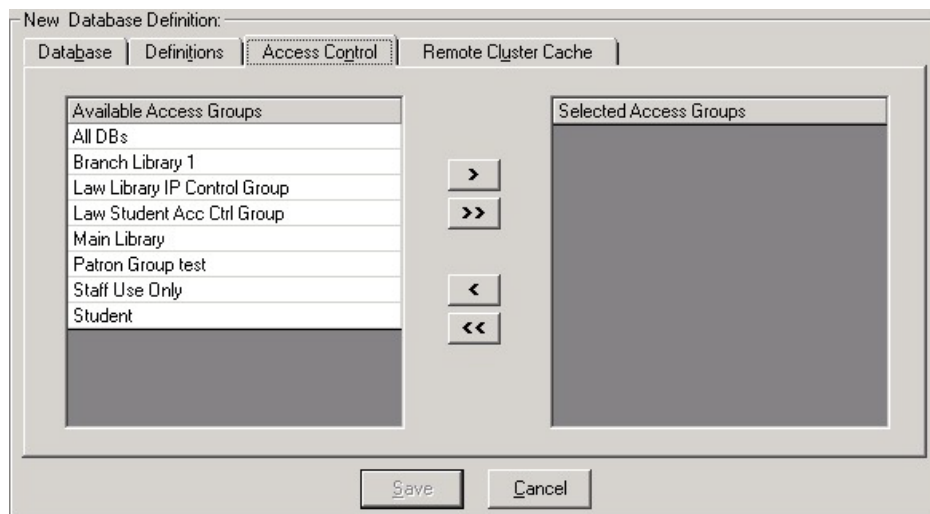 New Database Definition:
Database Definitions Access Control Remote Cluster Cache
Available Access Groups
All DBs
Branch Library 1
Law Library IP Control Group
Law Student Acc Ctrl Group
Main Library
Patron Group test
Staff Use Only
Student
>
>>
<
<<
Selected Access Groups
Save Cancel